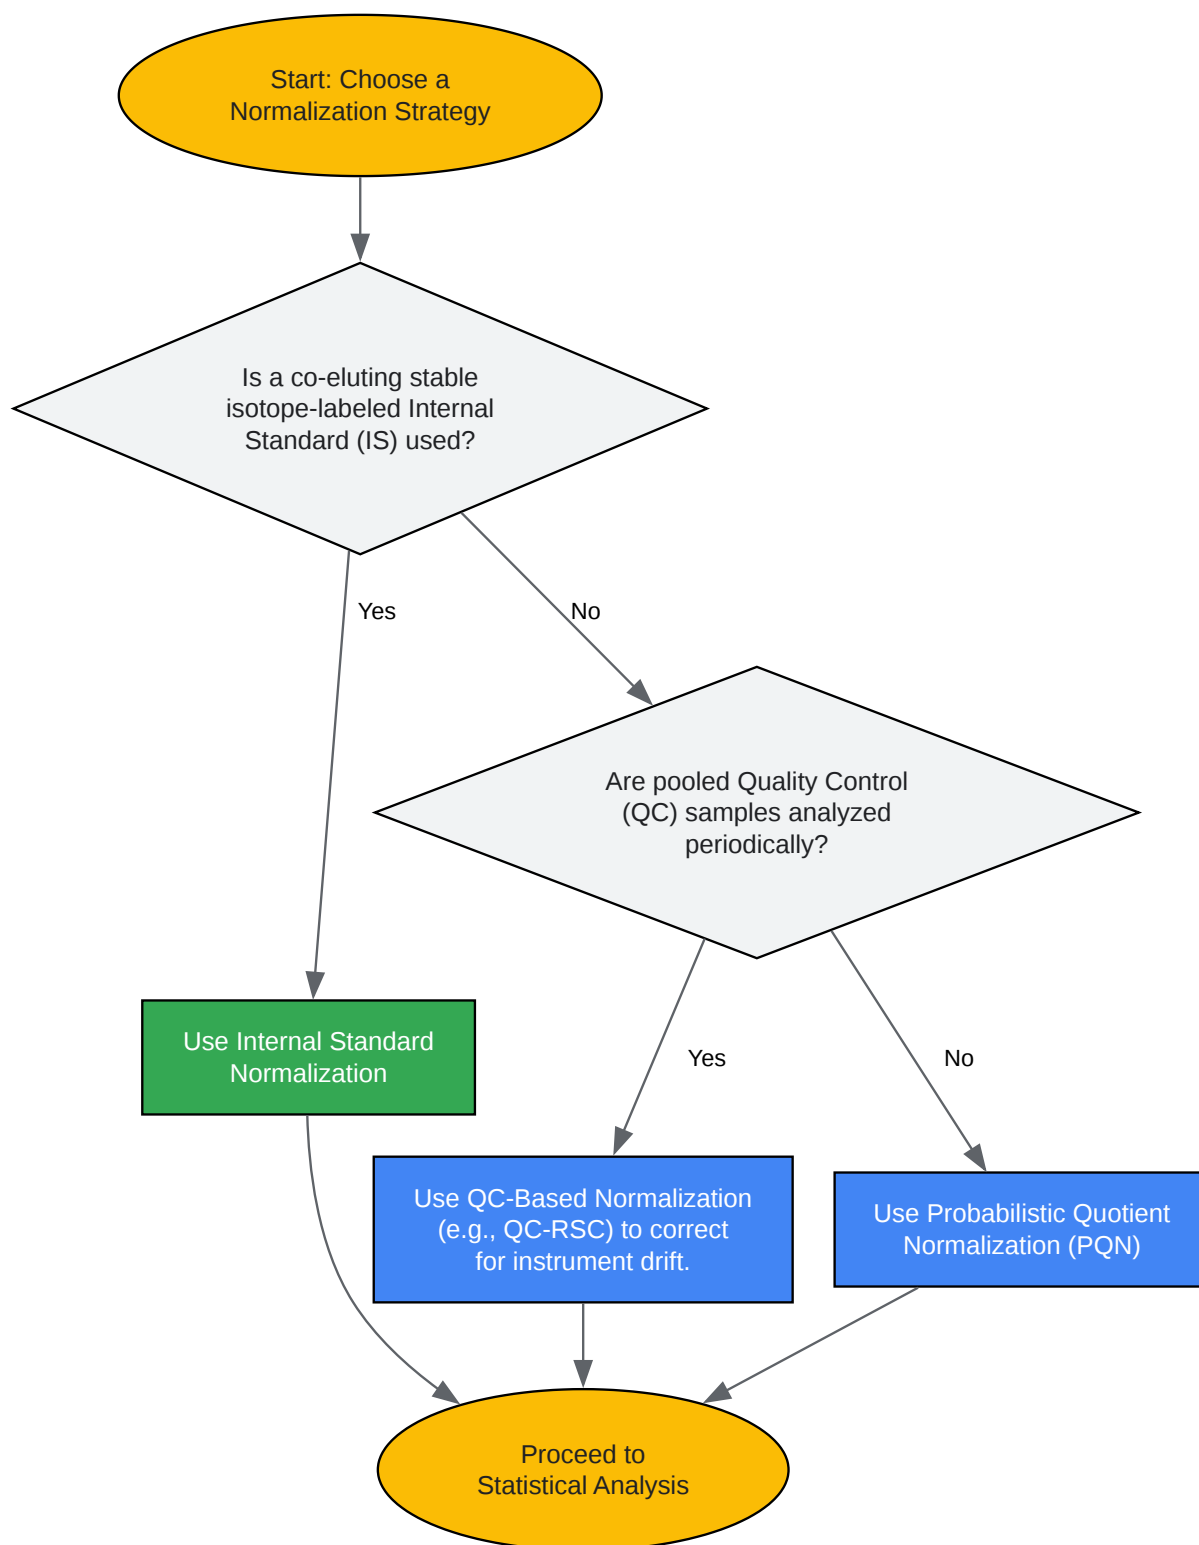 Start: Choose a
Normalization Strategy
Is a co-eluting stable
isotope-labeled Internal
Standard (IS) used?
Yes
No
Are pooled Quality Control
(QC) samples analyzed
periodically?
Use Internal Standard
Normalization
Yes
No
Use QC-Based Normalization
(e.g., QC-RSC) to correct
for instrument drift.
Use Probabilistic Quotient
Normalization (PQN)
Proceed to
Statistical Analysis